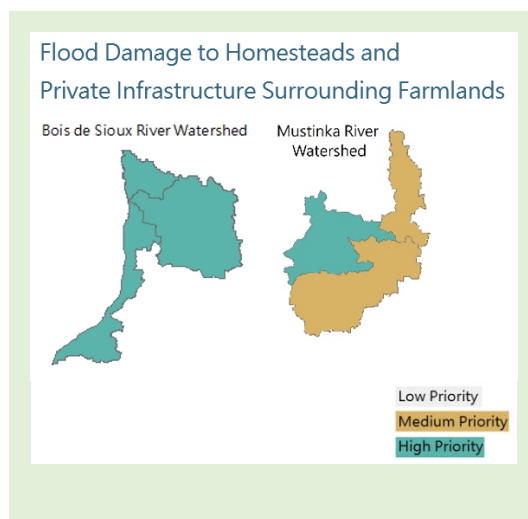 Flood Damage to Homesteads and
Private Infrastructure Surrounding Farmlands
Bois de Sioux River Watershed
Mustinka River
Watershed
Low Priority
Medium Priority
High Priority